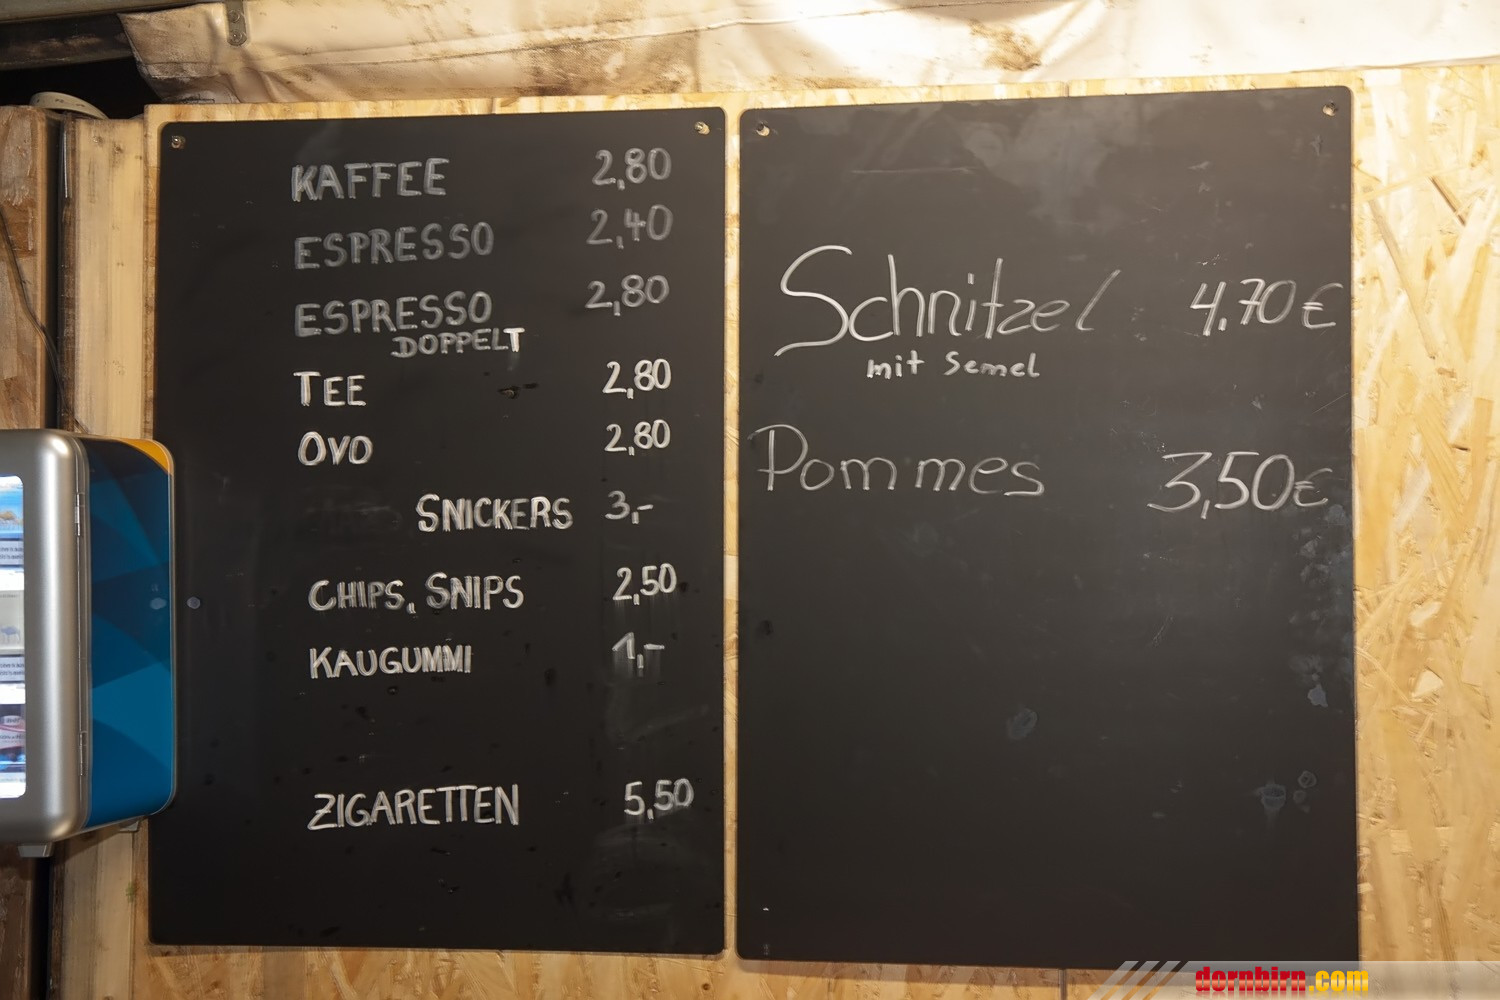 KAFFEE 2,80
ESPRESSO 2,40
ESPRESSO 2,80
DOPPELT
TEE 2,80
OVO 2,80
SNICKERS 3,-
CHIPS, SNIPS 2,50
KAUGUMMI 1,-
ZIGARETTEN 5,50
Schnitzel 4,70€
mit Semel
Pommes 3,50€
dornbirn.com